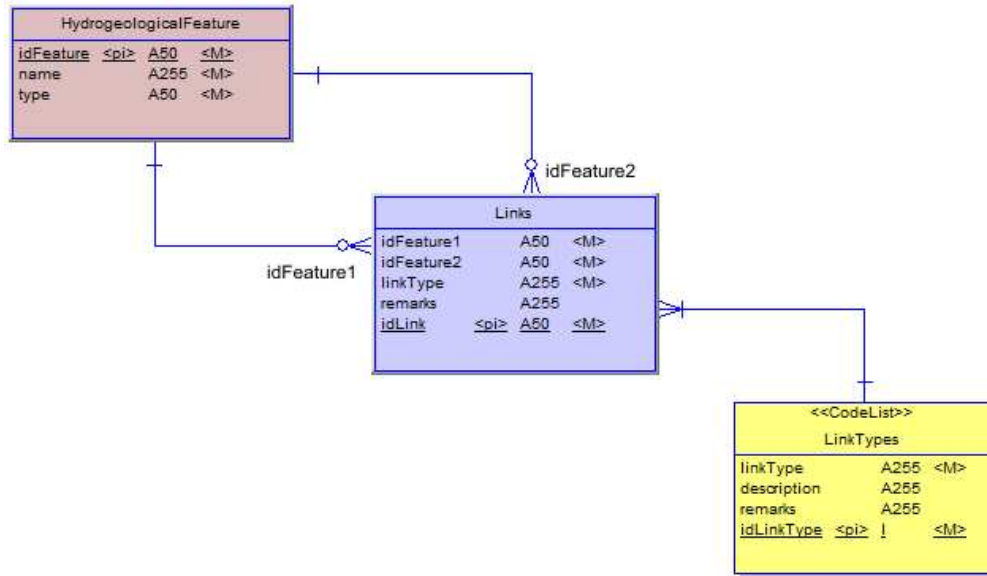 HydrogeologicalFeature
idFeature <pi> A50 <M>
name A255 <M>
type A50 <M>
idFeature2
Links
idFeature1 A50 <M>
idFeature2 A50 <M>
linkType A255 <M>
remarks A255
idLink <pi> A50 <M>
idFeature1
<<CodeList>>
LinkTypes
linkType A255 <M>
description A255
remarks A255
idLinkType <pi> I <M>